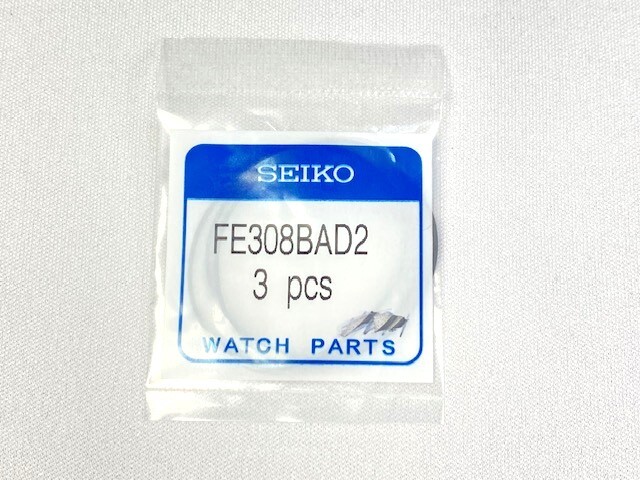 SEIKO
FE308BAD2
3 pcs
WATCH PARTS